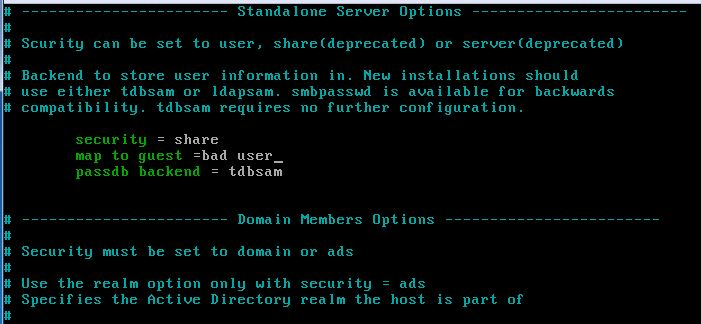 # ----------------------- Standalone Server Options ------------------------
#
# Scurity can be set to user, share(deprecated) or server(deprecated)
#
# Backend to store user information in. New installations should
# use either tdbsam or ldapsam. smbpasswd is available for backwards
# compatibility. tdbsam requires no further configuration.
security = share
map to guest =bad user_
passdb backend = tdbsam
# ----------------------- Domain Members Options ------------------------
#
# Security must be set to domain or ads
#
# Use the realm option only with security = ads
# Specifies the Active Directory realm the host is part of
#